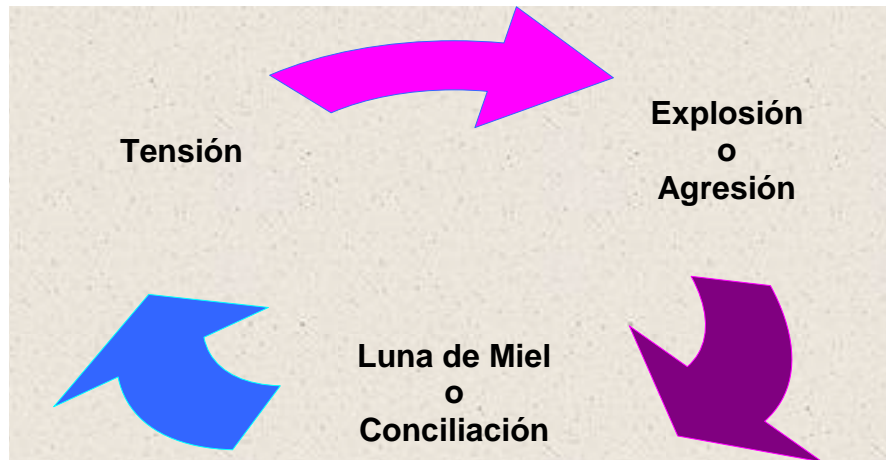 Tensión
Explosión
o
Agresión
Luna de Miel
o
Conciliación